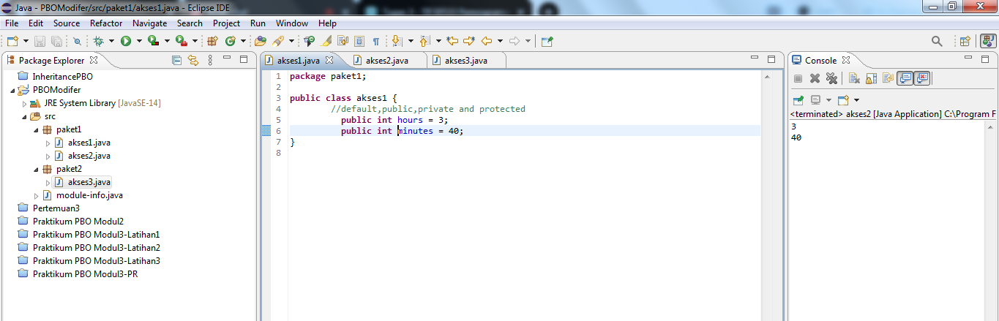 Java - PBOModifer/src/paket1/akses1.java - Eclipse IDE
File Edit Source Refactor Navigate Search Project Run Window Help
Package Explorer
InheritancePBO
PBOModifer
JRE System Library [JavaSE-14]
src
paket1
akses1.java
akses2.java
paket2
akses3.java
module-info.java
Pertemuan3
Praktikum PBO Modul2
Praktikum PBO Modul3-Latihan1
Praktikum PBO Modul3-Latihan2
Praktikum PBO Modul3-Latihan3
Praktikum PBO Modul3-PR
akses1.java akses2.java akses3.java
1 package paket1;
2
3 public class akses1 {
4 //default,public,private and protected
5 public int hours = 3;
6 public int minutes = 40;
7 }
8
Console
<terminated> akses2 [Java Application] C:\Program F
3
40